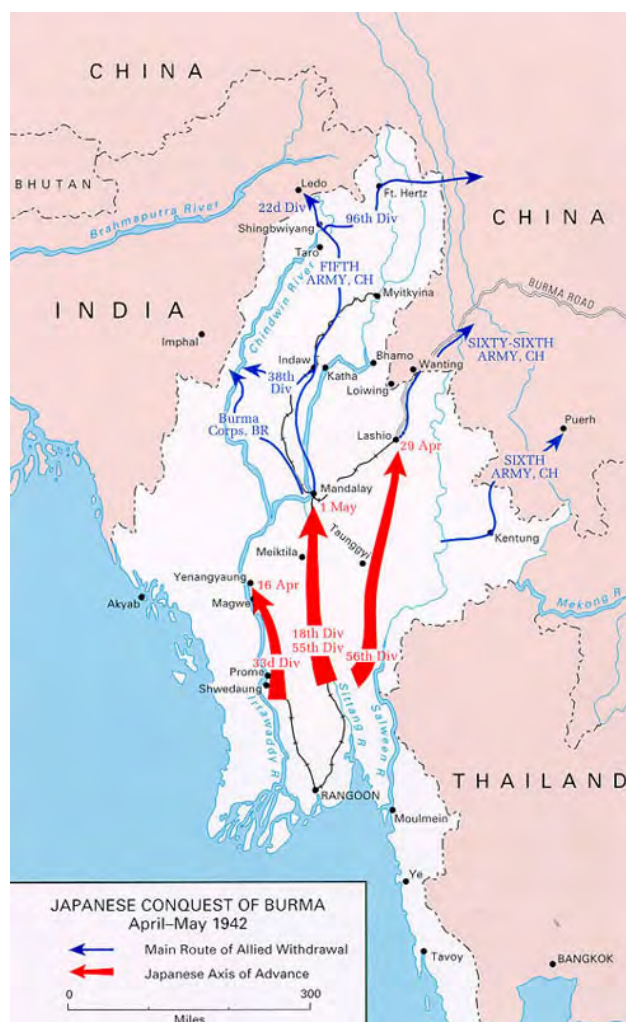 CHINA
BHUTAN
Brahmaputra River
Ledo
22d Div
Ft. Hertz
96th Div
Shingbwiyang
Taro
CHINA
FIFTH
ARMY, CH
Chindwin River
Myitkyina
INDIA
BURMA
ROAD
Imphal
Indaw
Katha
Bhamo
Wanting
SIXTY-SIXTH
ARMY, CH
38th
Div
Loiwing
Burma
Corps, BR
Lashio
29 Apr
Puerh
SIXTH
ARMY, CH
Mandalay
1 May
Kentung
Meiktila
Taunggyi
Yenangyaung
16 Apr
Magwe
Akyab
Mekong R
18th Div
55th Div
33d Div
56th Div
Prome
Shwedaung
Irrawaddy R
Sittang R
Salween R
THAILAND
RANGOON
Moulmein
Ye
Tavoy
BANGKOK
JAPANESE CONQUEST OF BURMA
April–May 1942
Main Route of Allied Withdrawal
Japanese Axis of Advance
0 300
Miles